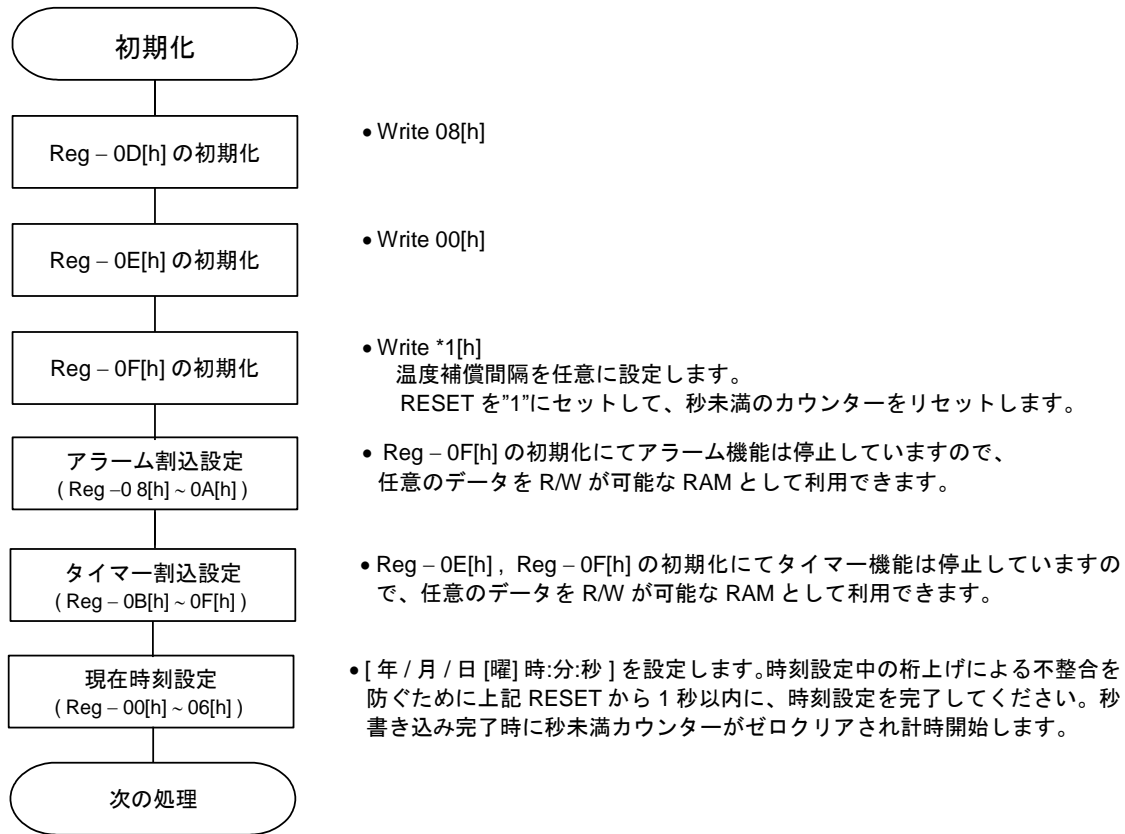 初期化
Reg – 0D[h] の初期化
• Write 08[h]
Reg – 0E[h] の初期化
• Write 00[h]
Reg – 0F[h] の初期化
• Write *1[h]
温度補償間隔を任意に設定します。
RESET を”1”にセットして、秒未満のカウンターをリセットします。
アラーム割込設定
( Reg –0 8[h] ~ 0A[h] )
• Reg – 0F[h] の初期化にてアラーム機能は停止していますので、
任意のデータを R/W が可能な RAM として利用できます。
タイマー割込設定
( Reg – 0B[h] ~ 0F[h] )
• Reg – 0E[h] , Reg – 0F[h] の初期化にてタイマー機能は停止していますの
で、任意のデータを R/W が可能な RAM として利用できます。
現在時刻設定
( Reg – 00[h] ~ 06[h] )
• [ 年 / 月 / 日 [曜] 時:分:秒 ] を設定します。時刻設定中の桁上げによる不整合を
防ぐために上記 RESET から 1 秒以内に、時刻設定を完了してください。秒
書き込み完了時に秒未満カウンターがゼロクリアされ計時開始します。
次の処理